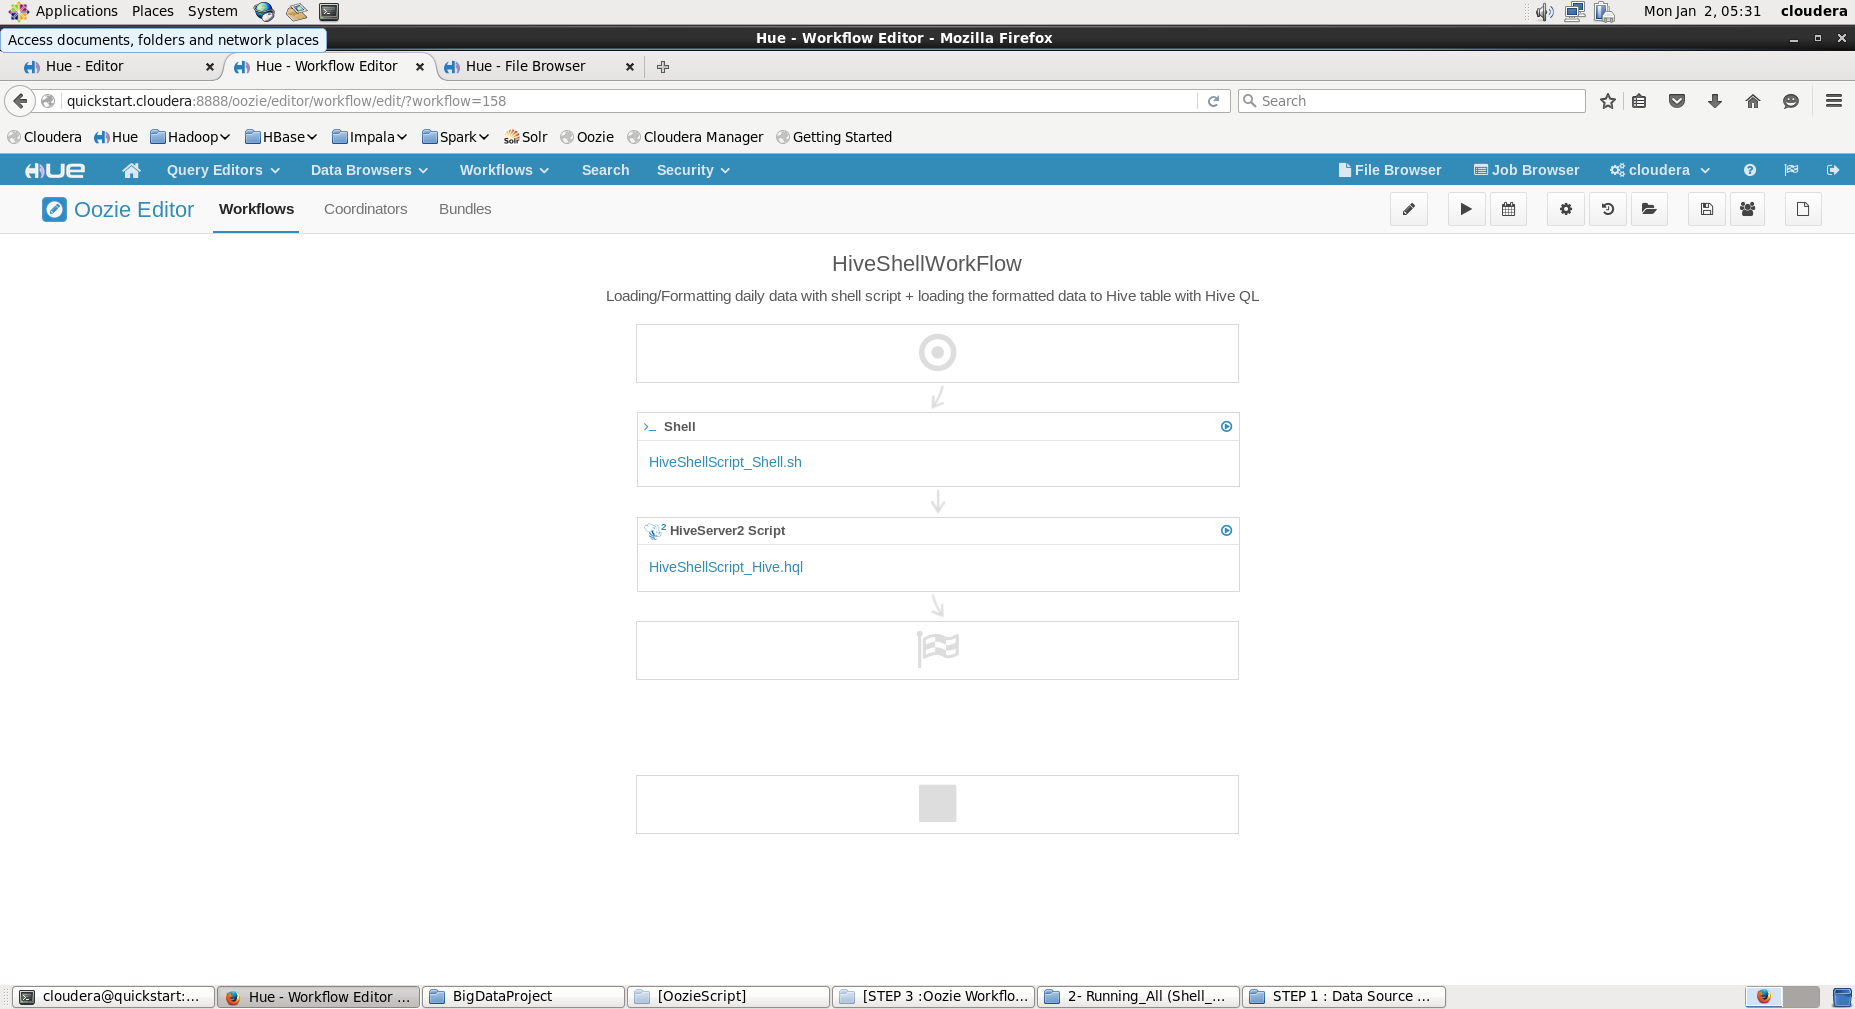 Applications Places System Mon Jan 2, 05:31 cloudera
Access documents, folders and network places
Hue - Workflow Editor - Mozilla Firefox
Hue - Editor Hue - Workflow Editor Hue - File Browser
quickstart.cloudera:8888/oozie/editor/workflow/edit/?workflow=158 Search
Cloudera Hue Hadoop HBase Impala Spark Solr Solr Oozie Cloudera Manager Getting Started
HUE Query Editors Data Browsers Workflows Search Security File Browser Job Browser cloudera
Oozie Editor Workflows Coordinators Bundles
HiveShellWorkFlow
Loading/Formatting daily data with shell script + loading the formatted data to Hive table with Hive QL
Shell
HiveShellScript_Shell.sh
2 HiveServer2 Script
HiveShellScript_Hive.hql
cloudera@quickstart:... Hue - Workflow Editor ... BigDataProject [OozieScript] [STEP 3 :Oozie Workflo... 2- Running_All (Shell_... STEP 1 : Data Source ...